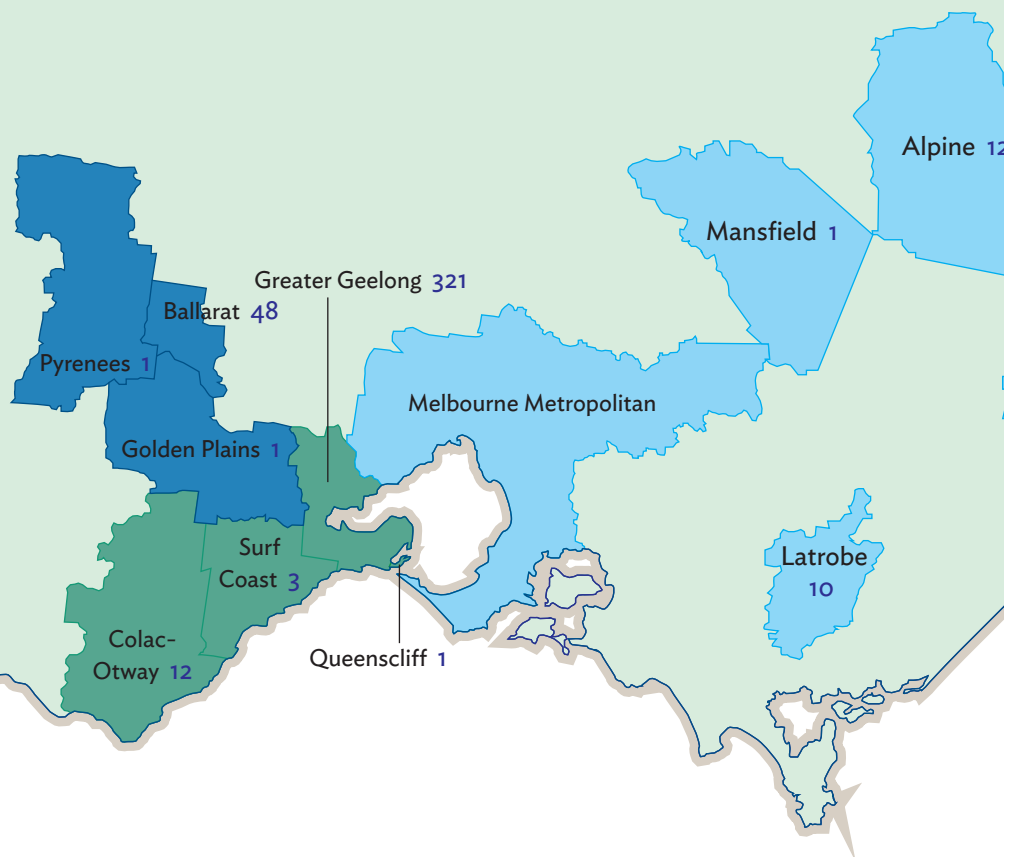 Alpine 12
Mansfield 1
Greater Geelong 321
Ballarat 48
Pyrenees 1
Melbourne Metropolitan
Golden Plains 1
Surf
Coast 3
Latrobe
10
Colac-
Otway 12
Queenscliff 1